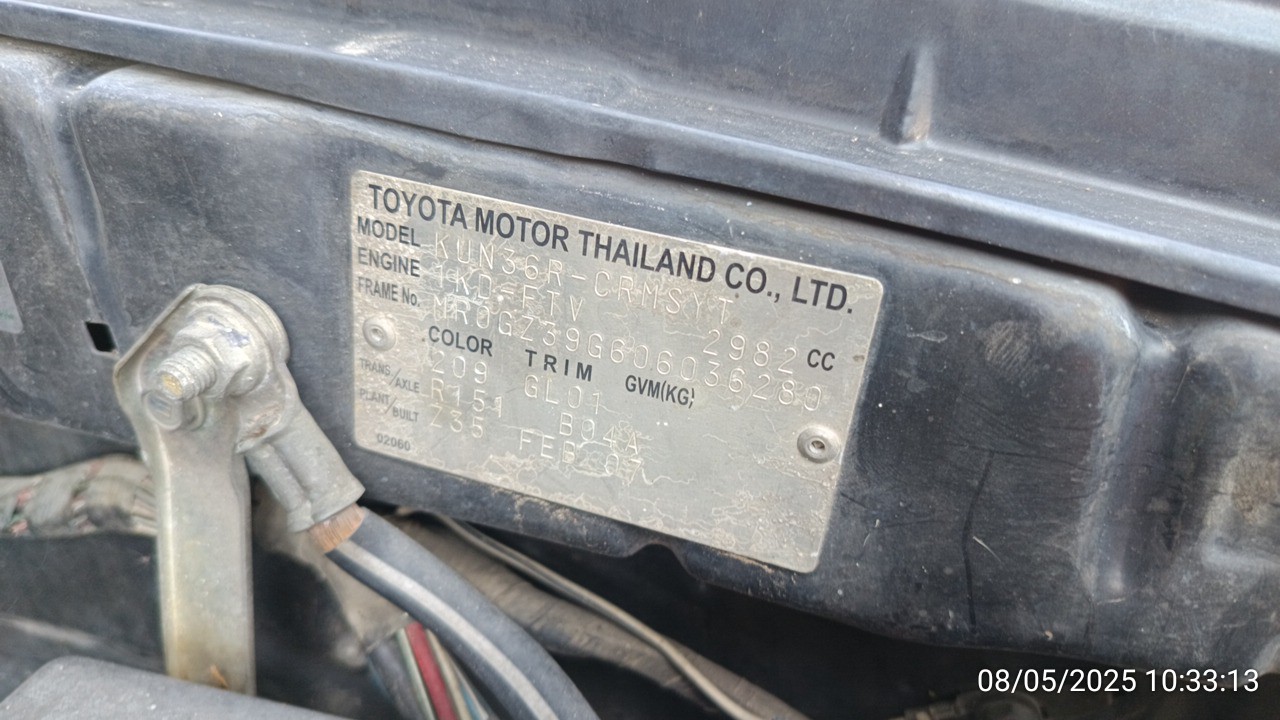 TOYOTA MOTOR THAILAND CO., LTD.
MODEL KUN36R-CRMSYT
ENGINE 1KD-FTV 2982 CC
FRAME No. MR0GZ39G606036280
COLOR TRIM GVM(KG)
209 GL01
TRANS/AXLE R151 B04A
PLANT/BUILT Z35 FEB 07
02060
08/05/2025 10:33:13